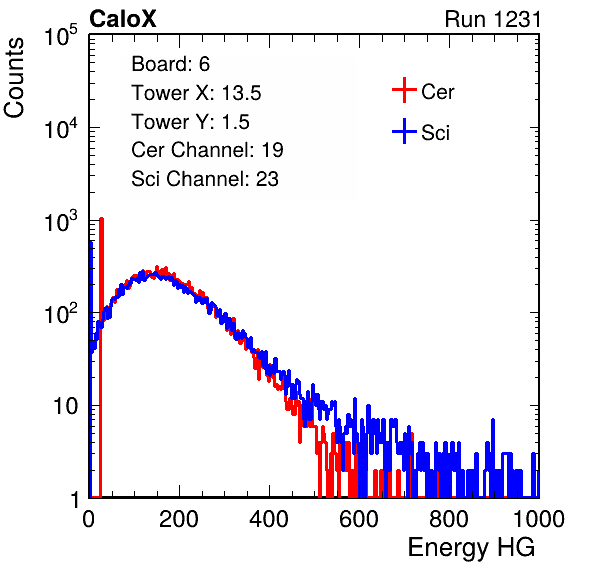 CaloX Run 1231
Counts
Board: 6
Tower X: 13.5
Tower Y: 1.5
Cer Channel: 19
Sci Channel: 23
Cer
Sci
10^5
10^4
10^3
10^2
10
1
0 200 400 600 800 1000
Energy HG